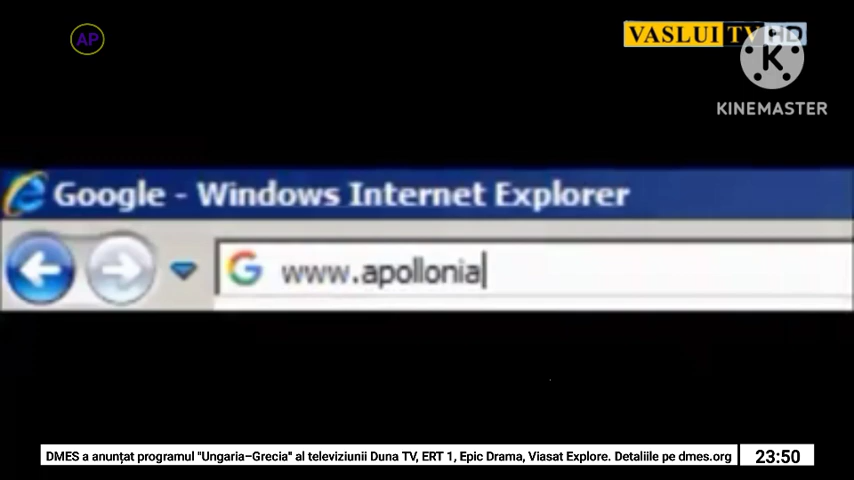 AP
VASLUI TV HD
K
KINEMASTER
Google - Windows Internet Explorer
G www.apollonia
DMES a anunțat programul "Ungaria–Grecia" al televiziunii Duna TV, ERT 1, Epic Drama, Viasat Explore. Detaliile pe dmes.org
23:50